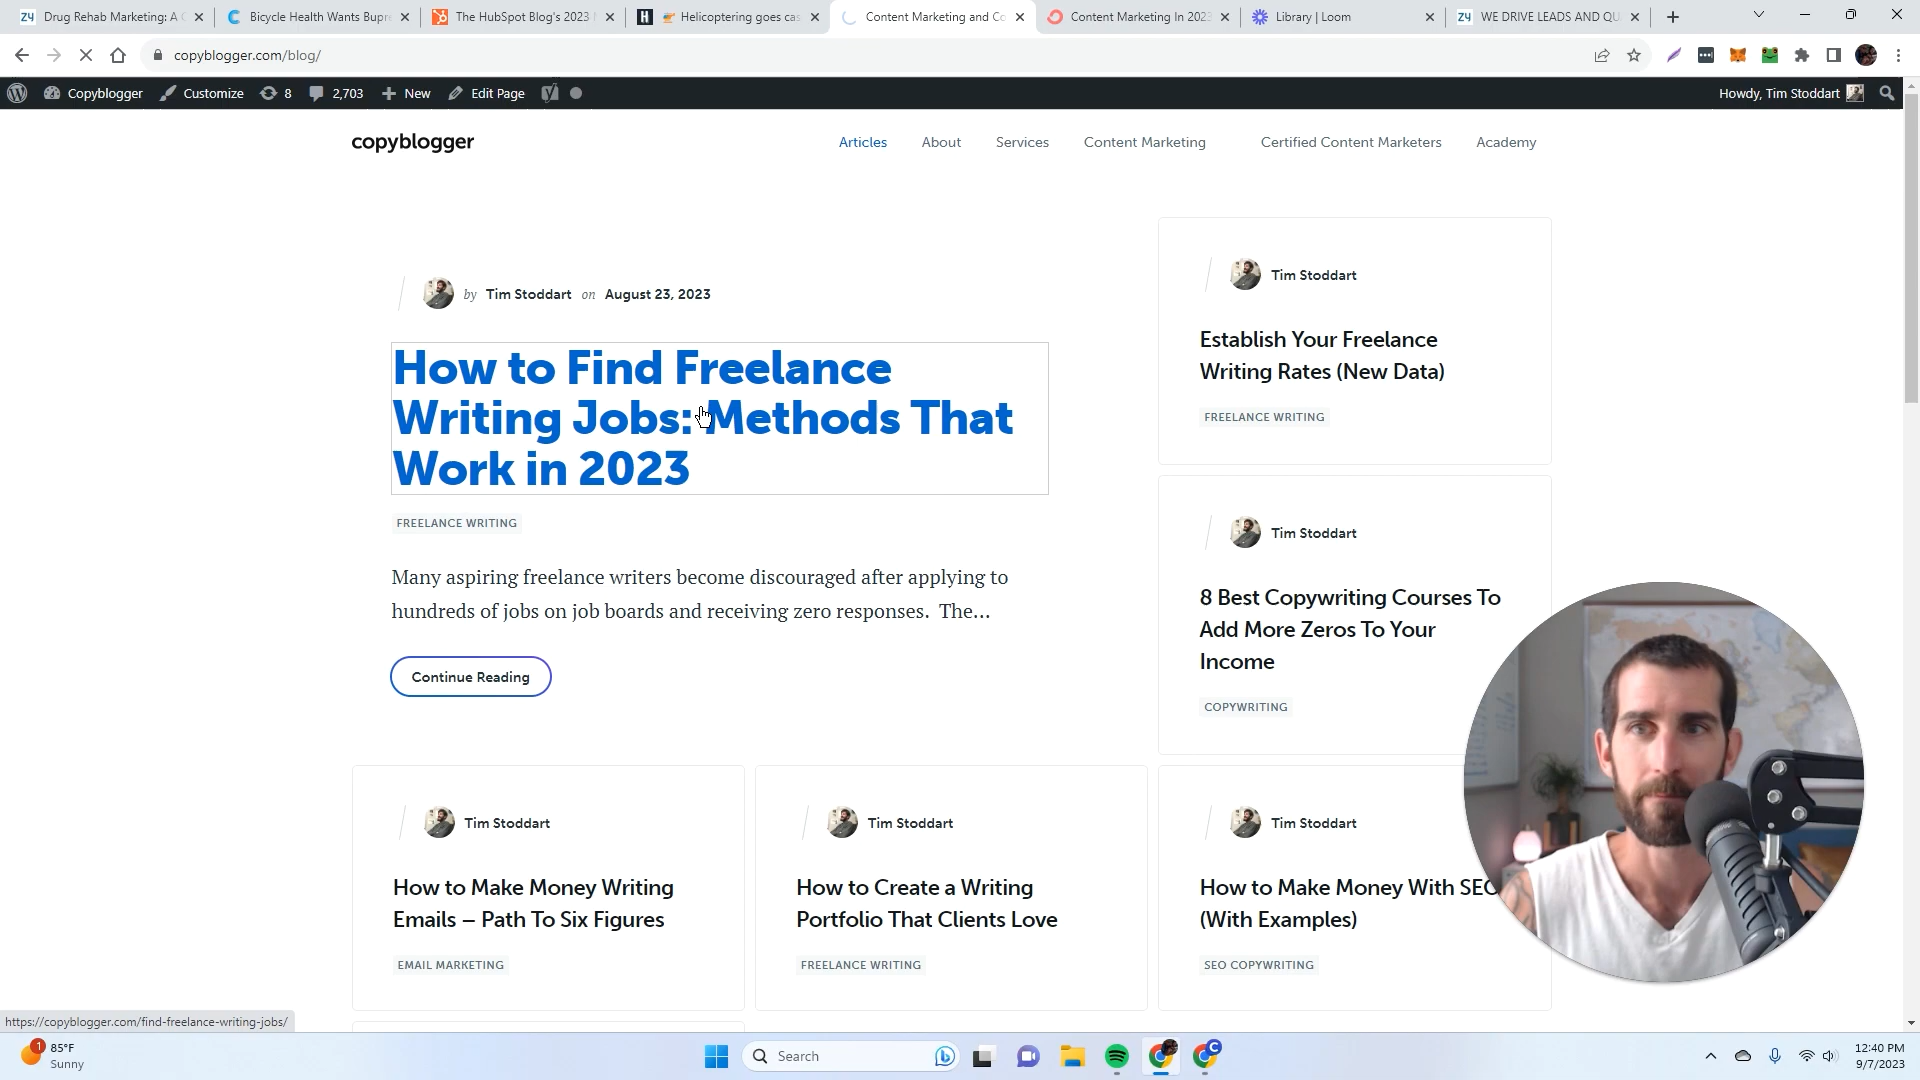 Drug Rehab Marketing: A C
Bicycle Health Wants Bupr
The HubSpot Blog's 2023
Helicoptering goes cas
Content Marketing and Co
Content Marketing In 2023
Library | Loom
WE DRIVE LEADS AND QU
copyblogger.com/blog/
Copyblogger
Customize
8
2,703
New
Edit Page
Howdy, Tim Stoddart
copyblogger
Articles
About
Services
Content Marketing
Certified Content Marketers
Academy
by Tim Stoddart on August 23, 2023
How to Find Freelance
Writing Jobs: Methods That
Work in 2023
FREELANCE WRITING
Many aspiring freelance writers become discouraged after applying to
hundreds of jobs on job boards and receiving zero responses. The...
Continue Reading
Tim Stoddart
Establish Your Freelance
Writing Rates (New Data)
FREELANCE WRITING
Tim Stoddart
8 Best Copywriting Courses To
Add More Zeros To Your
Income
COPYWRITING
Tim Stoddart
How to Make Money Writing
Emails – Path To Six Figures
EMAIL MARKETING
Tim Stoddart
How to Create a Writing
Portfolio That Clients Love
FREELANCE WRITING
Tim Stoddart
How to Make Money With SEO
(With Examples)
SEO COPYWRITING
https://copyblogger.com/find-freelance-writing-jobs/
1
85°F
Sunny
Search
12:40 PM
9/7/2023